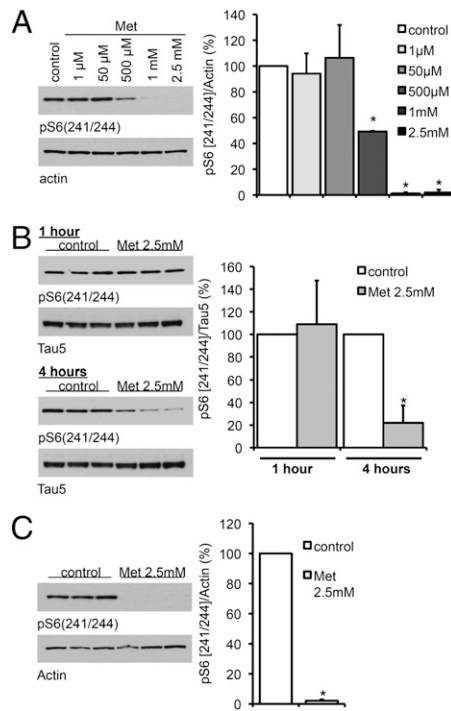 A
Met
control
1 µM
50 µM
500 µM
1 mM
2.5 mM
pS6(241/244)
actin
pS6 [241/244]/Actin (%)
140
120
100
80
60
40
20
0
*
*
*
control
1µM
50µM
500µM
1mM
2.5mM
B
1 hour
control Met 2.5mM
pS6(241/244)
Tau5
4 hours
control Met 2.5mM
pS6(241/244)
Tau5
pS6 [241/244]/Tau5 (%)
160
140
120
100
80
60
40
20
0
*
control
Met 2.5mM
1 hour 4 hours
C
control Met 2.5mM
pS6(241/244)
Actin
pS6 [241/244]/Actin (%)
120
100
80
60
40
20
0
*
control
Met
2.5mM